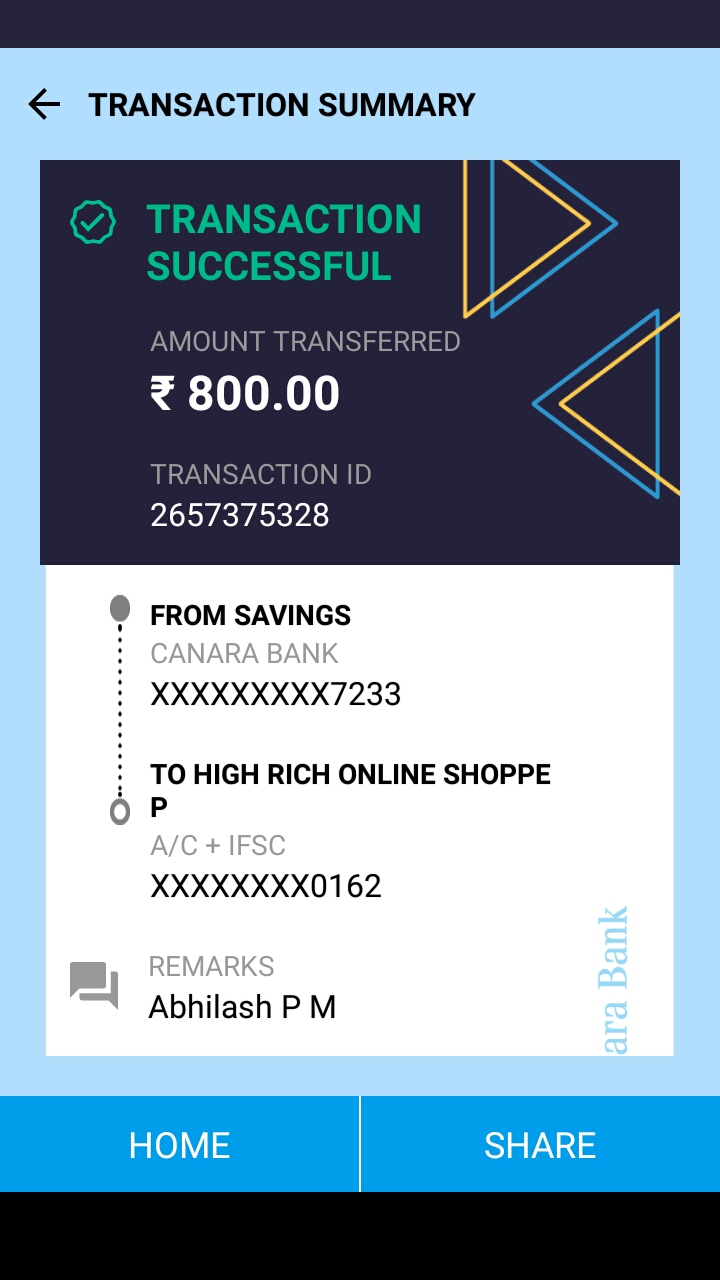 TRANSACTION SUMMARY
TRANSACTION
SUCCESSFUL
AMOUNT TRANSFERRED
₹ 800.00
TRANSACTION ID
2657375328
FROM SAVINGS
CANARA BANK
XXXXXXXXX7233
TO HIGH RICH ONLINE SHOPPE
P
A/C + IFSC
XXXXXXXX0162
REMARKS
Abhilash P M
ara Bank
HOME
SHARE